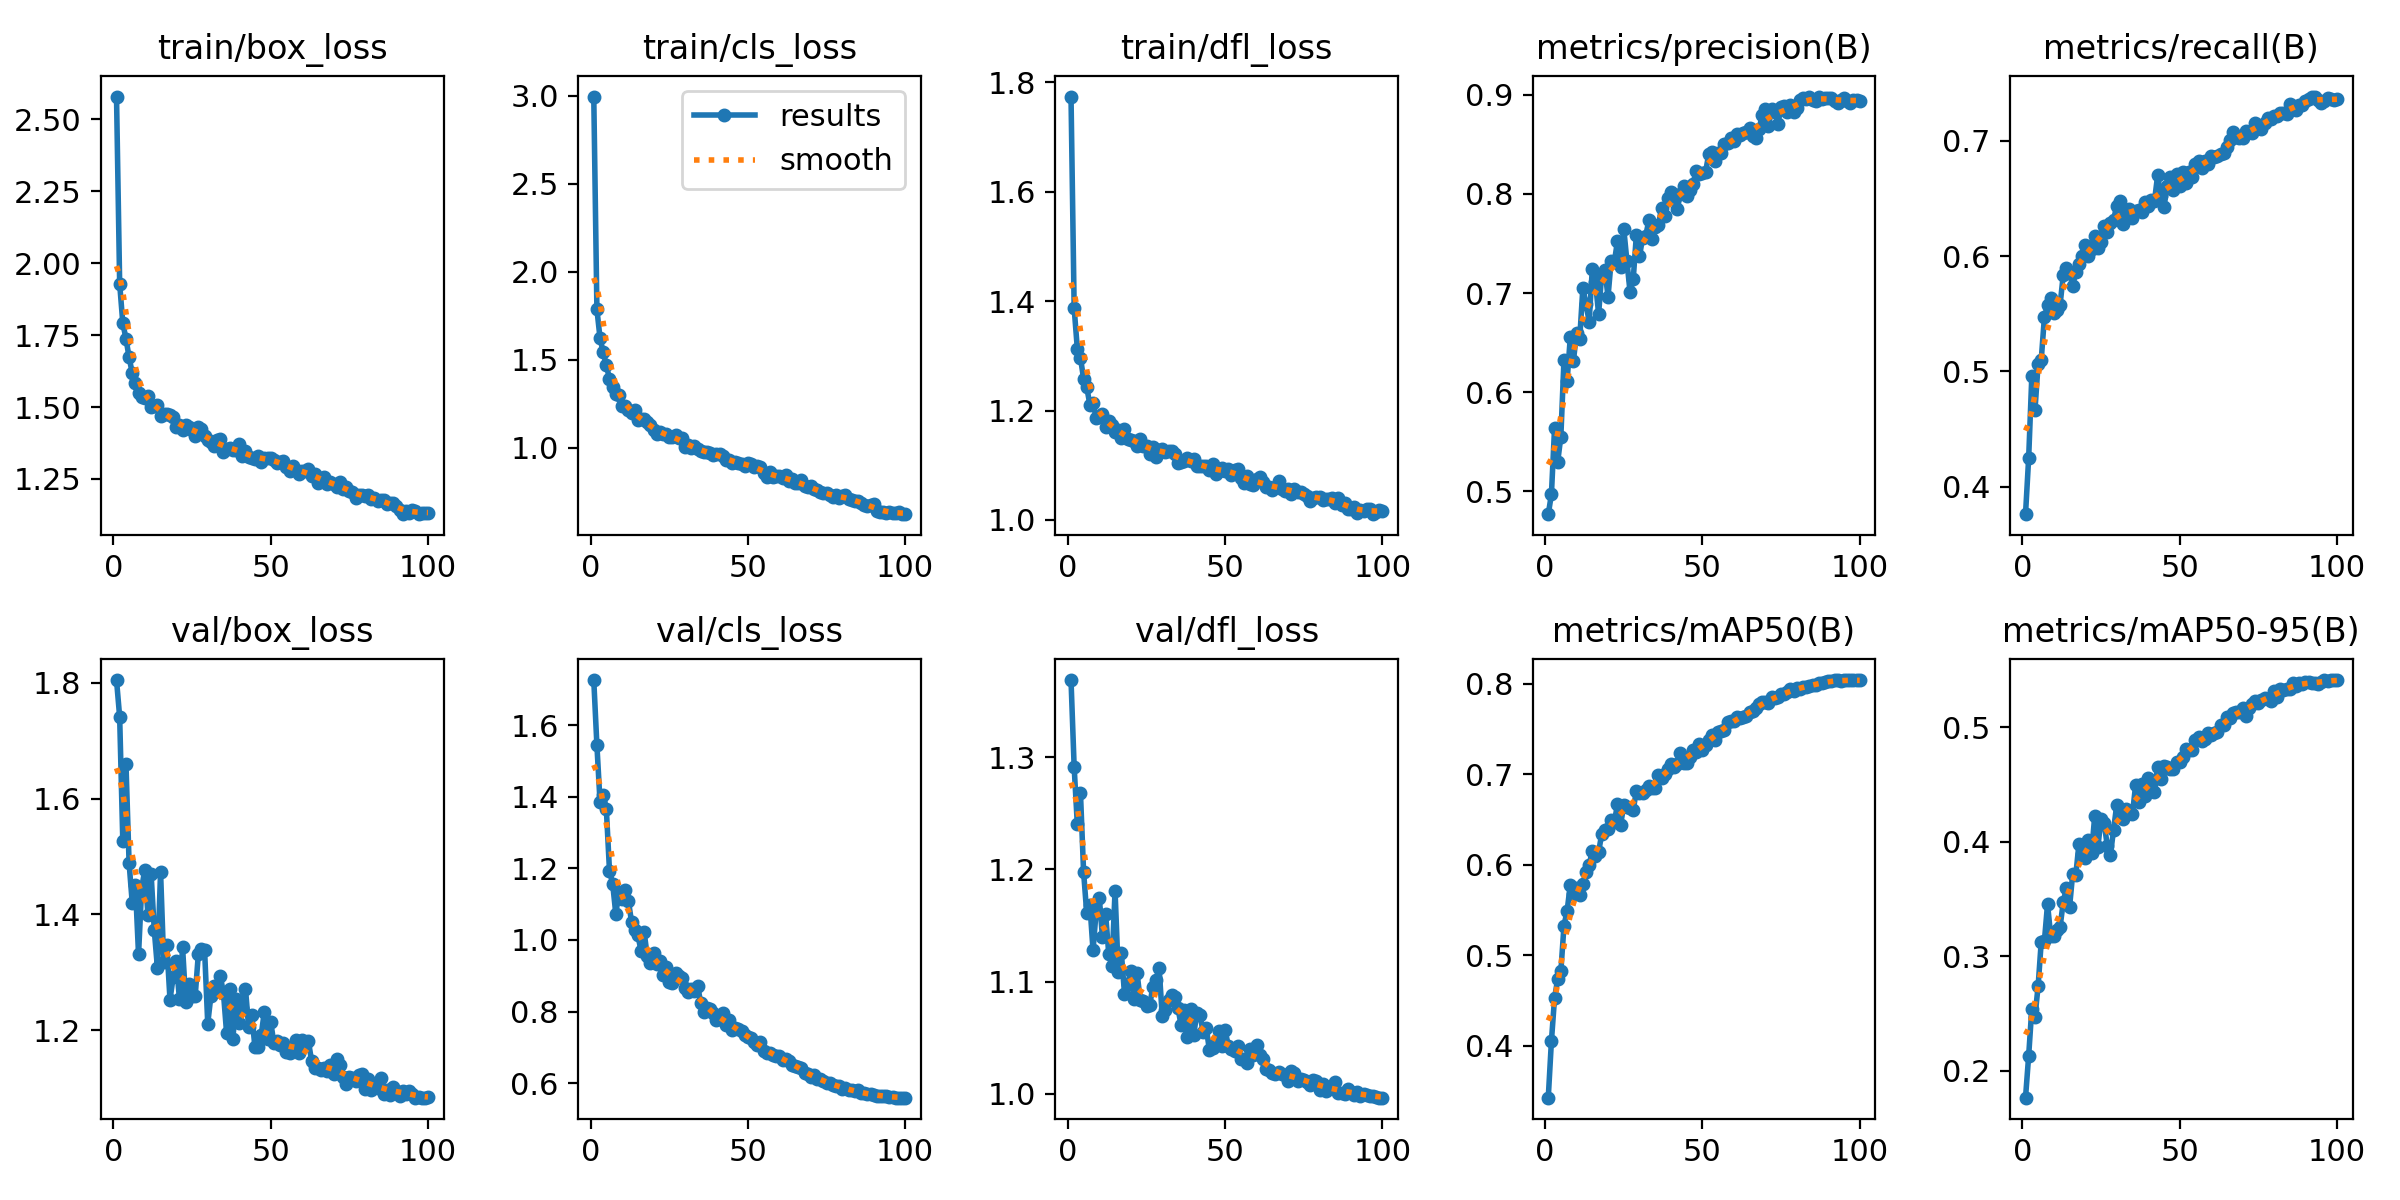 train/box_loss
2.50
2.25
2.00
1.75
1.50
1.25
0 50 100
train/cls_loss
3.0
2.5
2.0
1.5
1.0
0 50 100
results
smooth
train/dfl_loss
1.8
1.6
1.4
1.2
1.0
0 50 100
metrics/precision(B)
0.9
0.8
0.7
0.6
0.5
0 50 100
metrics/recall(B)
0.7
0.6
0.5
0.4
0 50 100
val/box_loss
1.8
1.6
1.4
1.2
0 50 100
val/cls_loss
1.6
1.4
1.2
1.0
0.8
0.6
0 50 100
val/dfl_loss
1.3
1.2
1.1
1.0
0 50 100
metrics/mAP50(B)
0.8
0.7
0.6
0.5
0.4
0 50 100
metrics/mAP50-95(B)
0.5
0.4
0.3
0.2
0 50 100